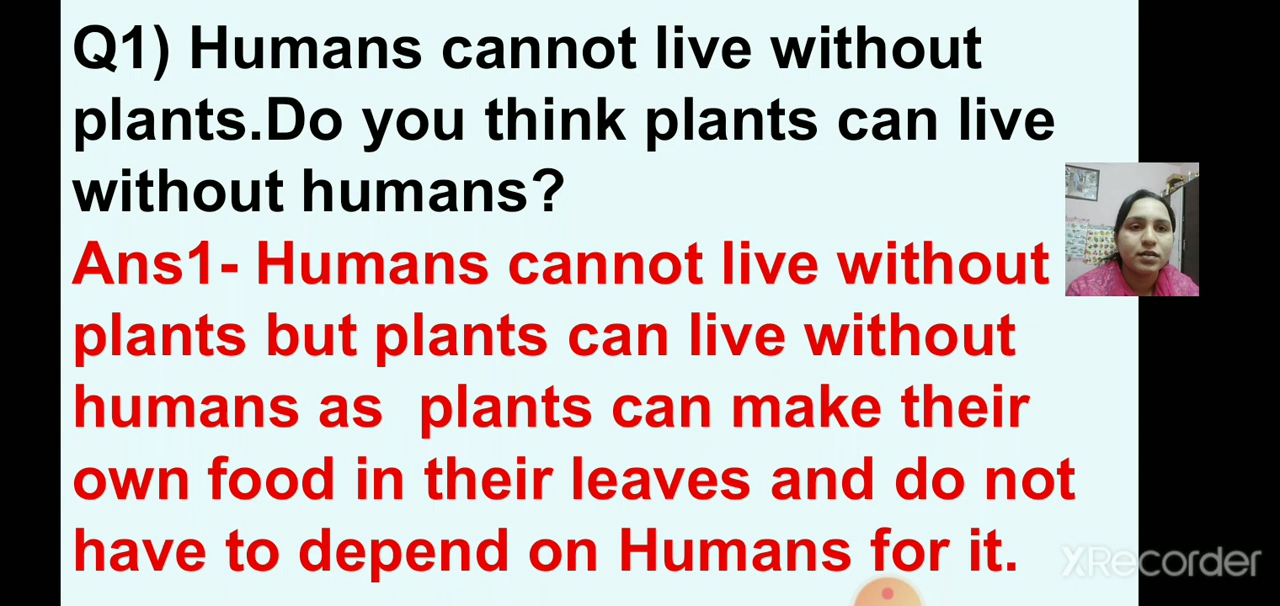 Q1) Humans cannot live without
plants.Do you think plants can live
without humans?
Ans1- Humans cannot live without
plants but plants can live without
humans as  plants can make their
own food in their leaves and do not
have to depend on Humans for it.
XRecorder